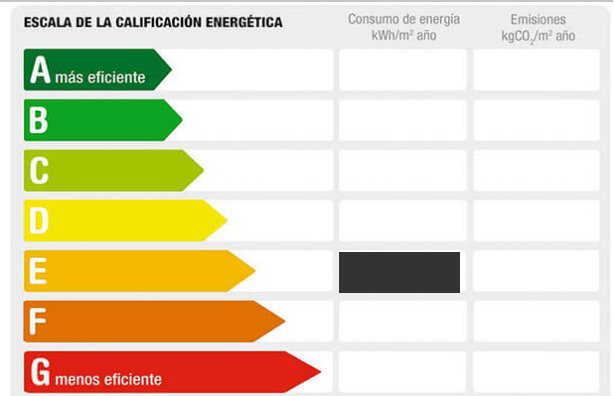 ESCALA DE LA CALIFICACIÓN ENERGÉTICA
Consumo de energía
kWh/m² año
Emisiones
kgCO₂/m² año
A más eficiente
B
C
D
E
F
G menos eficiente